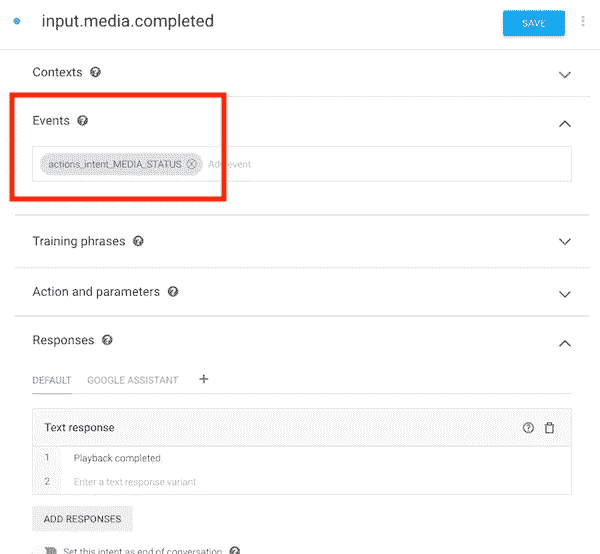 input.media.completed
SAVE
Contexts
Events
actions_intent_MEDIA_STATUS Add event
Training phrases
Action and parameters
Responses
DEFAULT GOOGLE ASSISTANT +
Text response
1 Playback completed.
2 Enter a text response variant
ADD RESPONSES
Set this intent as end of conversation